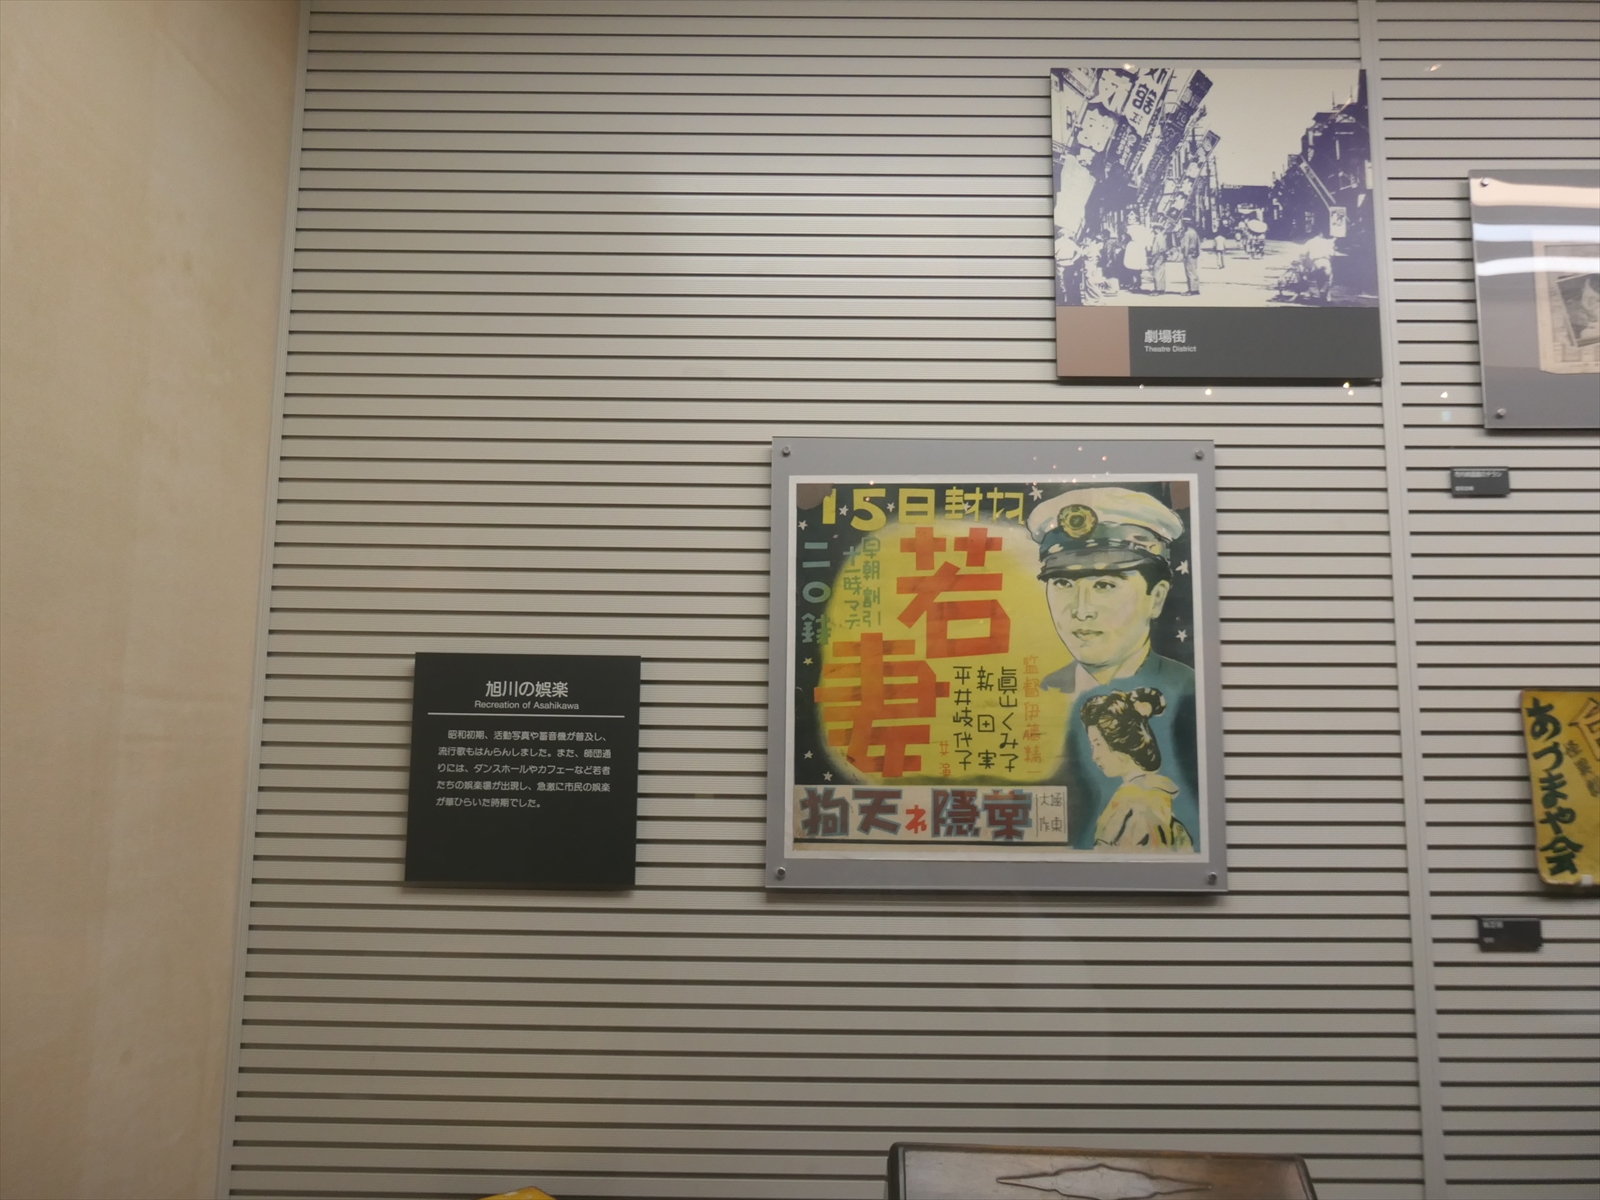 劇場街
Theatre District
15日封切
二〇銭
早朝割引
十一時マデ
若妻
監督伊藤
眞山くみ子
新田実
平井岐代子
狗天れ隠葉
旭川の娯楽
Recreation of Asahikawa
昭和初期、活動写真や蓄音機が普及し、
流行歌もはんらんしました。また、師団通
りには、ダンスホールやカフェーなど若者
たちの娯楽場が出現し、急激に市民の娯楽
が華ひらいた時期でした。
あづまや会